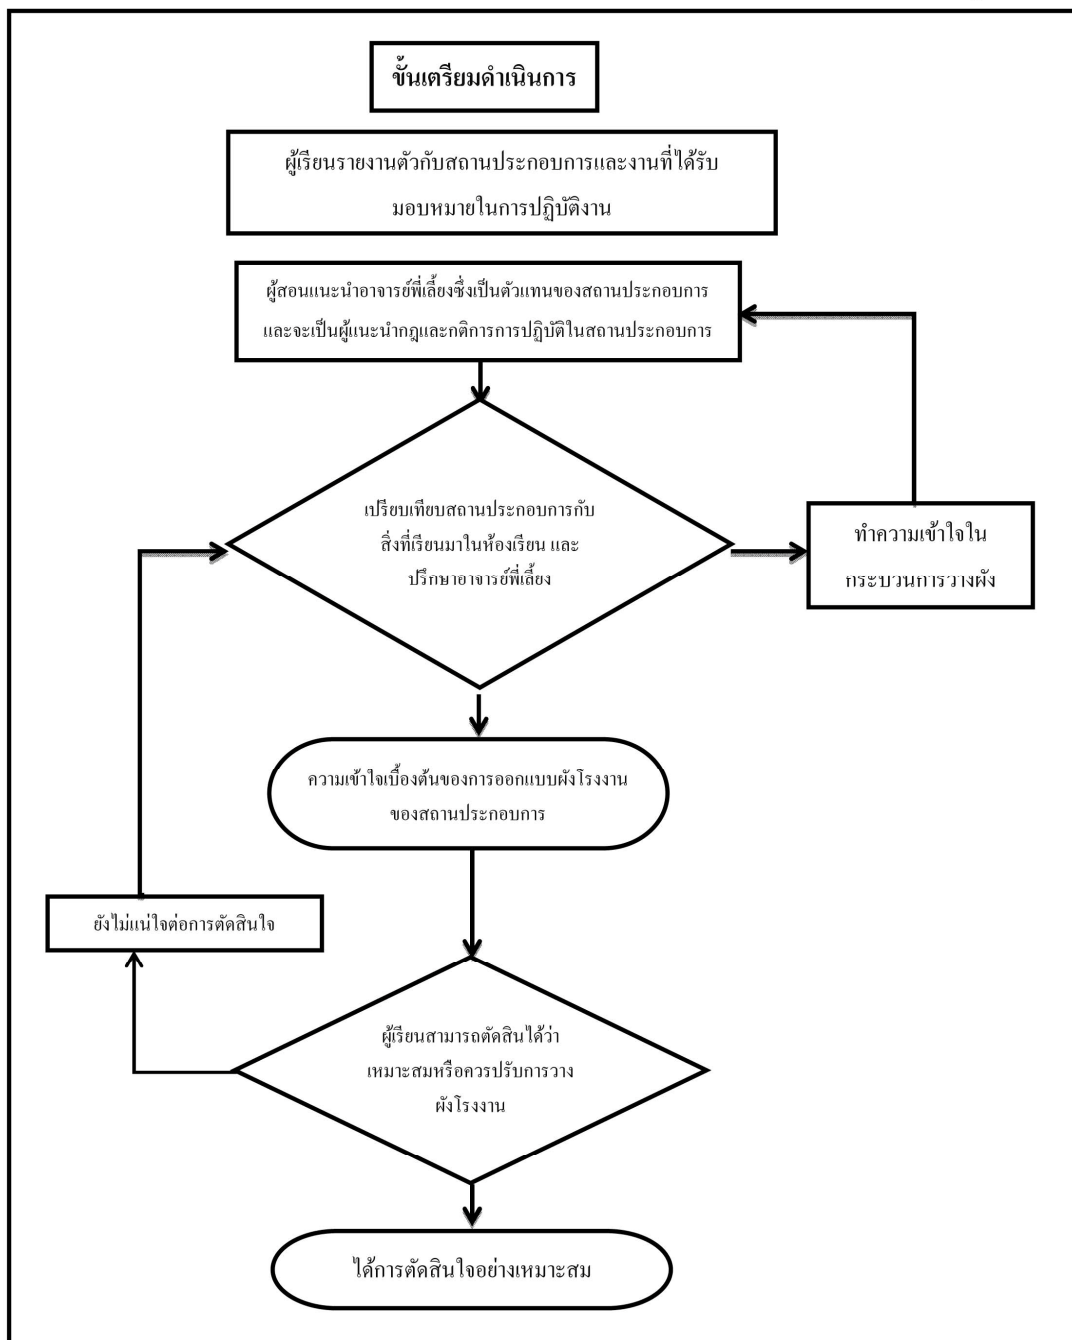 ขั้นเตรียมดำเนินการ
ผู้เรียนรายงานตัวกับสถานประกอบการและงานที่ได้รับ
มอบหมายในการปฏิบัติงาน
ผู้สอนแนะนำอาจารย์พี่เลี้ยงซึ่งเป็นตัวแทนของสถานประกอบการ
และจะเป็นผู้แนะนำกฎและกติการการปฏิบัติในสถานประกอบการ
เปรียบเทียบสถานประกอบการกับ
สิ่งที่เรียนมาในห้องเรียน และ
ปรึกษาอาจารย์พี่เลี้ยง
ทำความเข้าใจใน
กระบวนการวางผัง
ความเข้าใจเบื้องต้นของการออกแบบผังโรงงาน
ของสถานประกอบการ
ยังไม่แน่ใจต่อการตัดสินใจ
ผู้เรียนสามารถตัดสินได้ว่า
เหมาะสมหรือควรปรับการวาง
ผังโรงงาน
ได้การตัดสินใจอย่างเหมาะสม